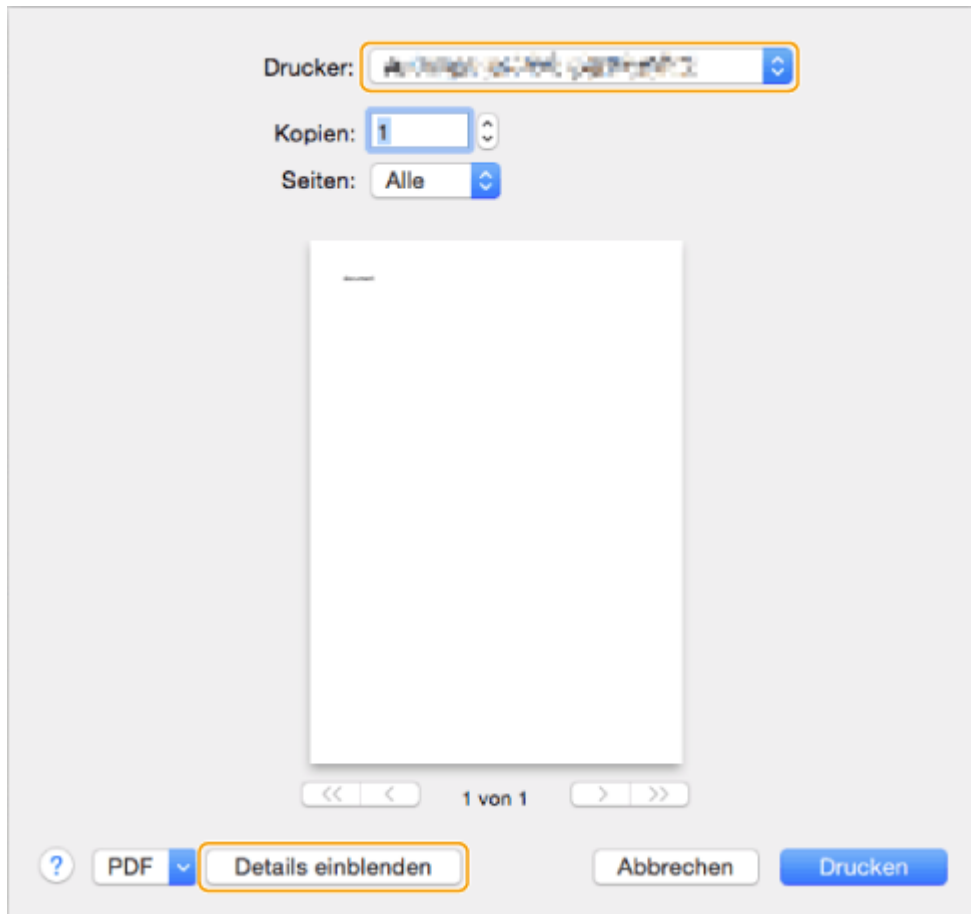 Drucker:
Kopien: 1
Seiten: Alle
1 von 1
? PDF Details einblenden Abbrechen Drucken